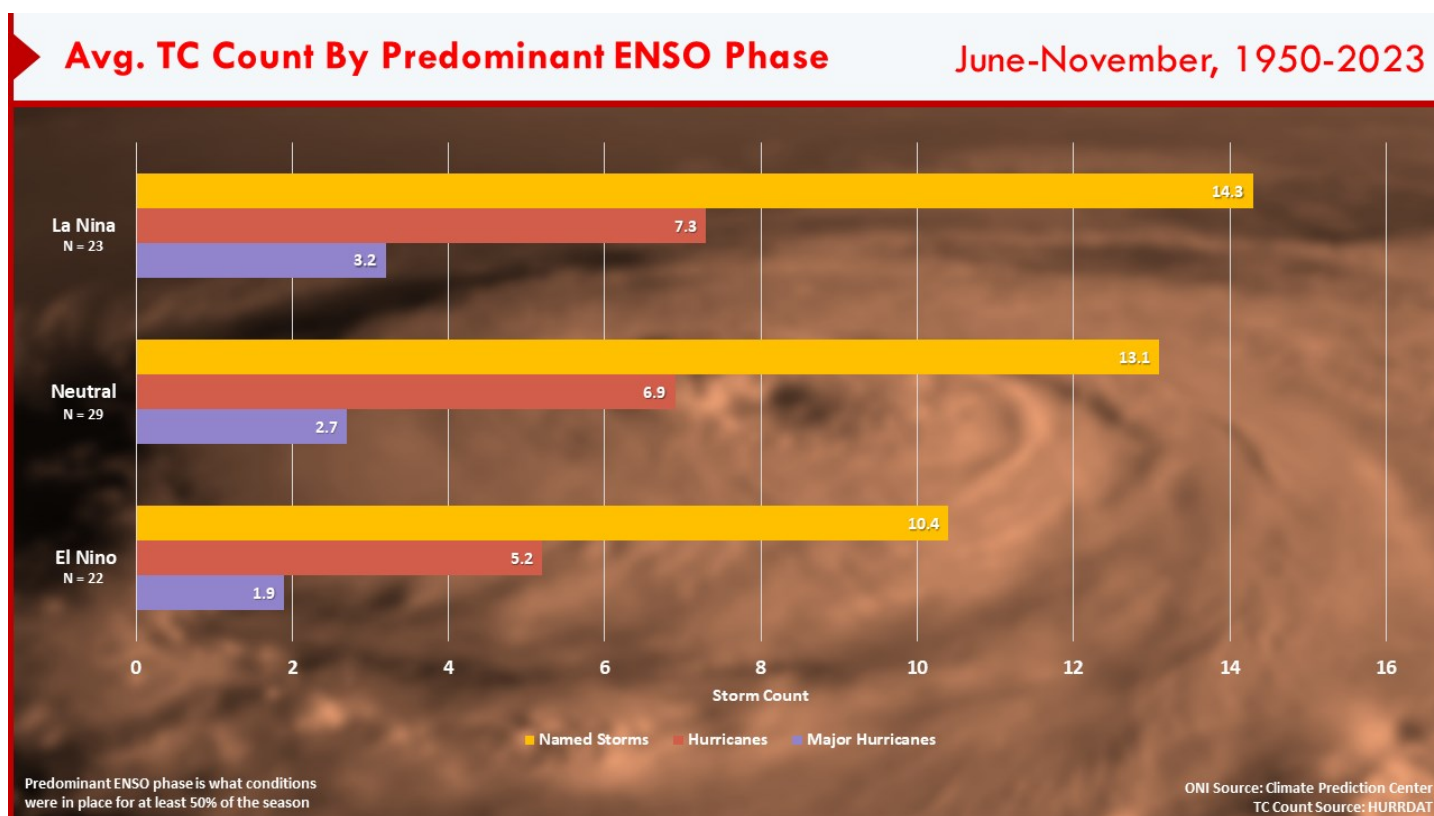 Avg. TC Count By Predominant ENSO Phase
June-November, 1950-2023
La Nina
N = 23
14.3
7.3
3.2
Neutral
N = 29
13.1
6.9
2.7
El Nino
N = 22
10.4
5.2
1.9
0 2 4 6 8 10 12 14 16
Storm Count
Named Storms Hurricanes Major Hurricanes
Predominant ENSO phase is what conditions
were in place for at least 50% of the season
ONI Source: Climate Prediction Center
TC Count Source: HURRDAT